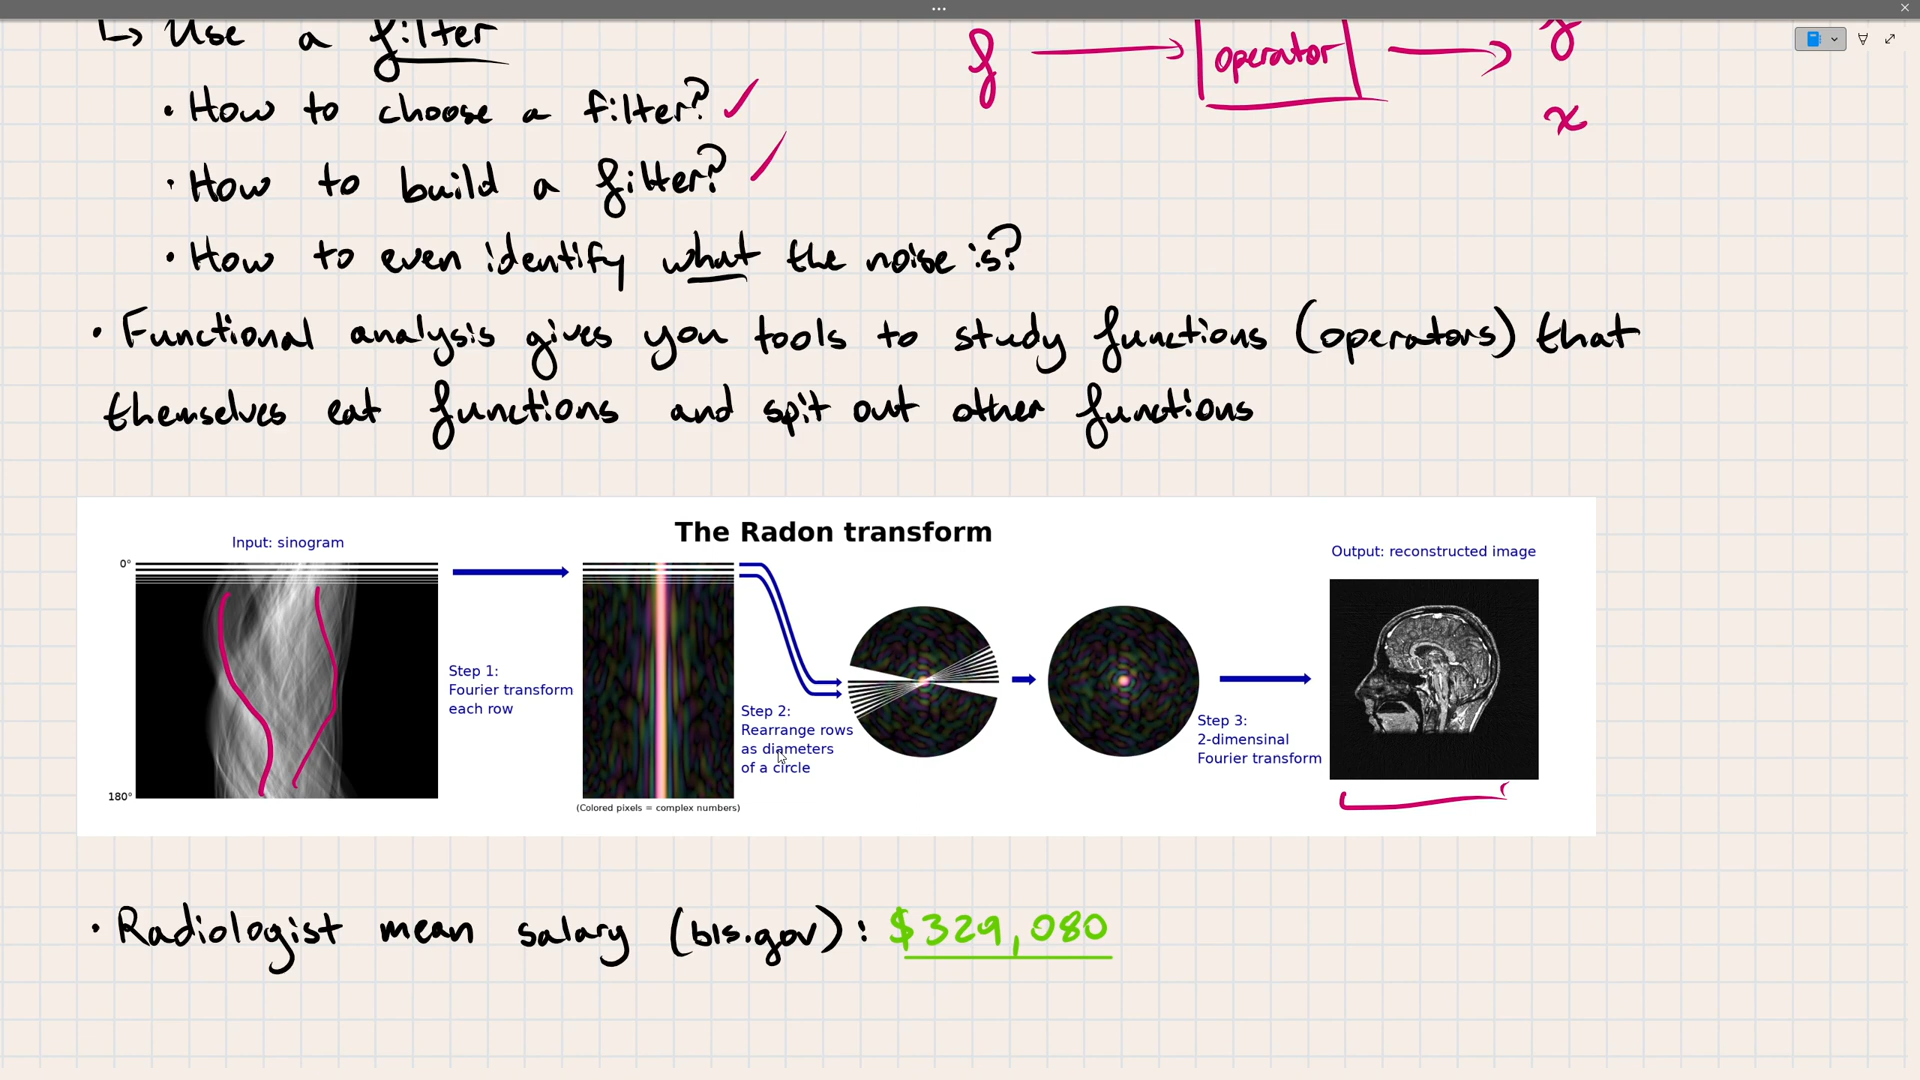 ↳ Use a filter
f → operator → g
x
• How to choose a filter? ✓
• How to build a filter? ✓
• How to even identify what the noise is?
• Functional analysis gives you tools to study functions (operators) that
themselves eat functions and spit out other functions
The Radon transform
Input: sinogram
Output: reconstructed image
0°
180°
Step 1:
Fourier transform
each row
(Colored pixels = complex numbers)
Step 2:
Rearrange rows
as diameters
of a circle
Step 3:
2-dimensinal
Fourier transform
• Radiologist mean salary (bls.gov): $329,080